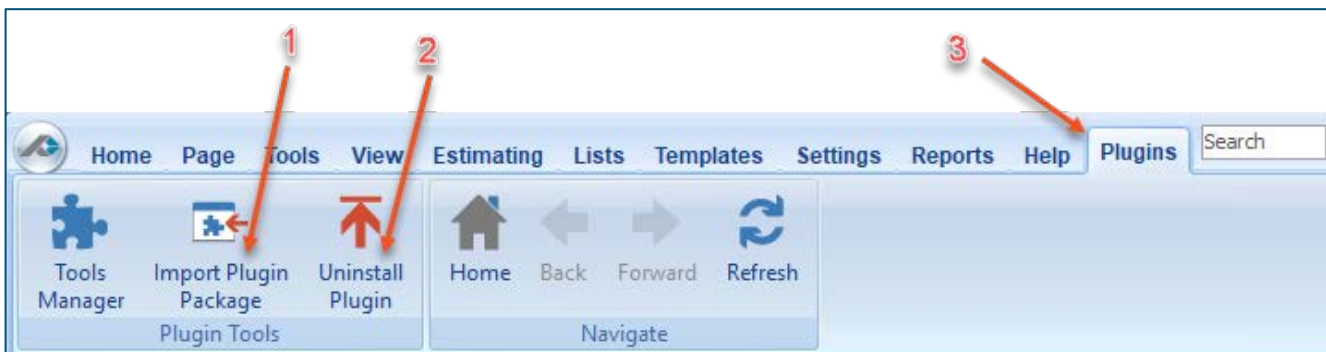 1 2 3
Home Page Tools View Estimating Lists Templates Settings Reports Help Plugins Search
Tools Manager
Import Plugin Package
Uninstall Plugin
Home Back Forward Refresh
Plugin Tools Navigate